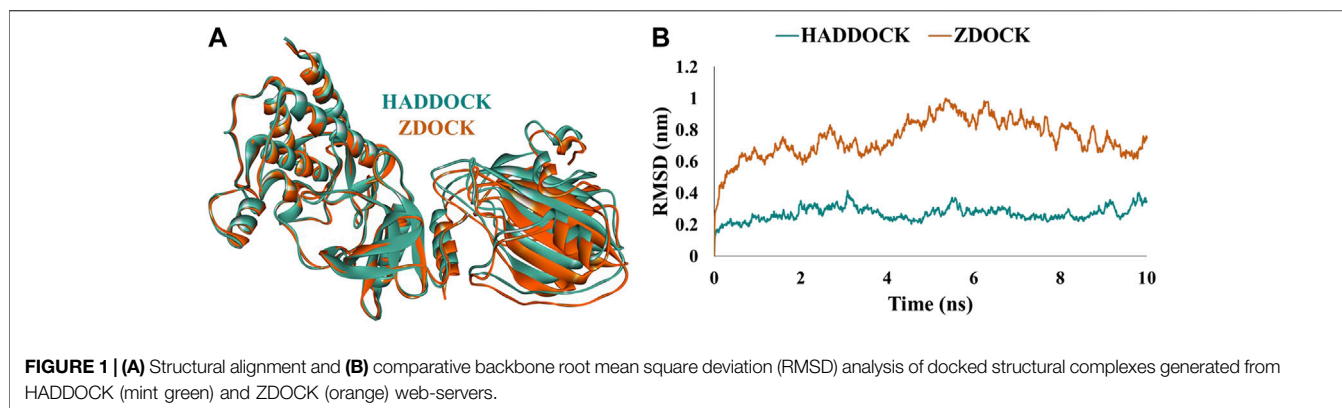 A
HADDOCK
ZDOCK
B
HADDOCK ZDOCK
1.2
1
0.8
0.6
0.4
0.2
0
RMSD (nm)
0 2 4 6 8 10
Time (ns)
FIGURE 1 | (A) Structural alignment and (B) comparative backbone root mean square deviation (RMSD) analysis of docked structural complexes generated from
HADDOCK (mint green) and ZDOCK (orange) web-servers.